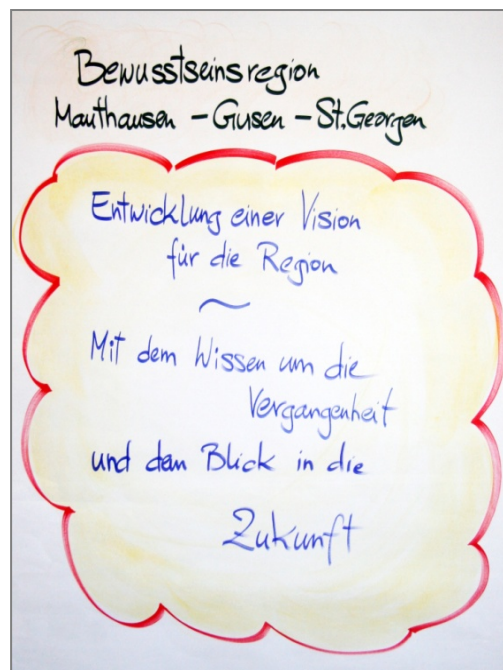 Bewusstseinsregion
Mauthausen - Gusen - St. Georgen
Entwicklung einer Vision
für die Region
~
Mit dem Wissen um die
Vergangenheit
und dem Blick in die
Zukunft